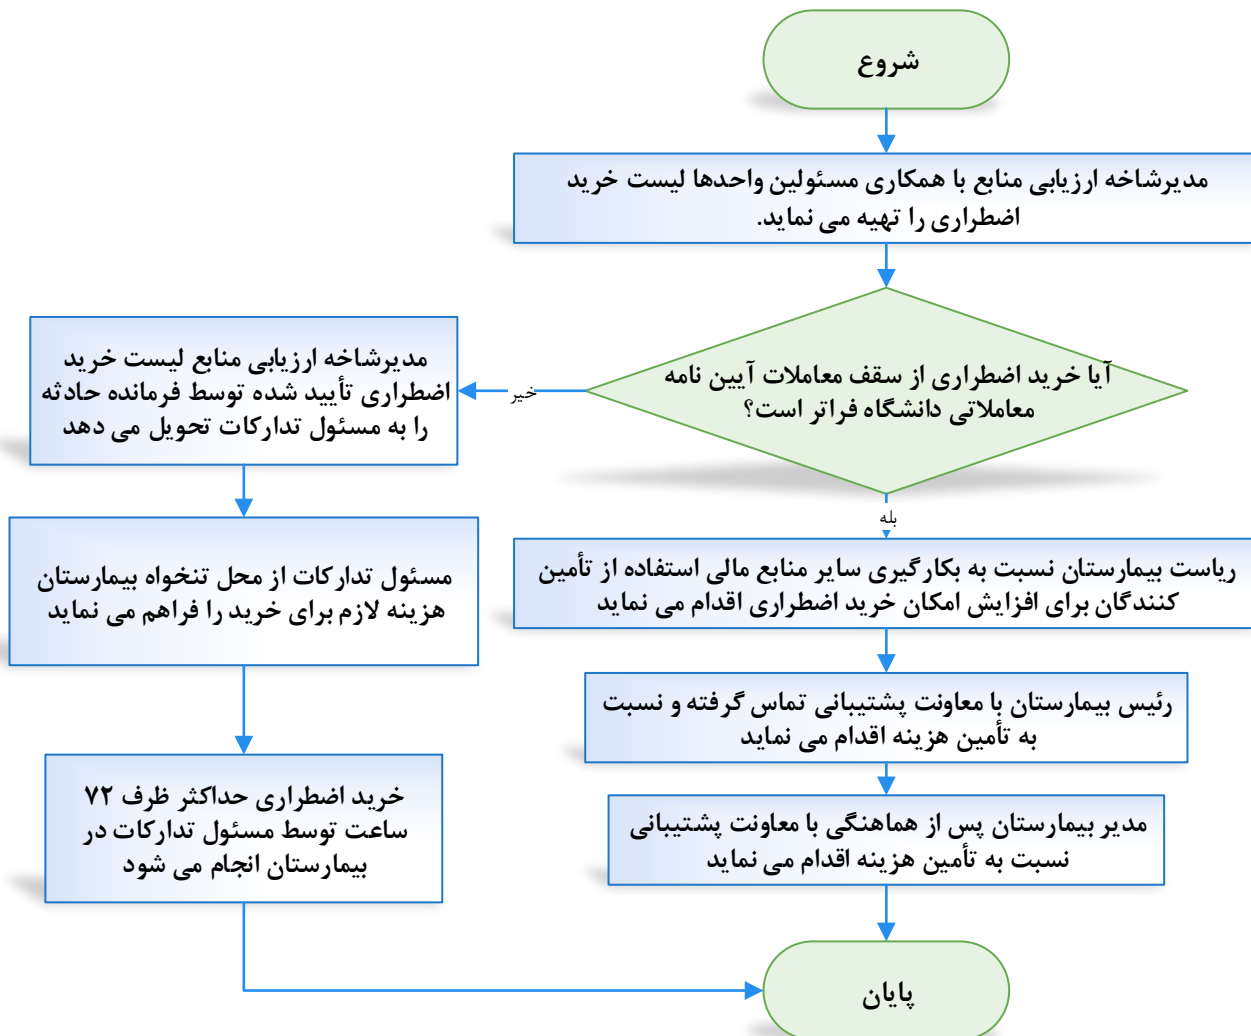 شروع
مدیرشاخه ارزیابی منابع با همکاری مسئولین واحدها لیست خرید
اضطراری را تهیه می نماید.
آیا خرید اضطراری از سقف معاملات آیین نامه
معاملاتی دانشگاه فراتر است؟
خیر
مدیرشاخه ارزیابی منابع لیست خرید
اضطراری تأیید شده توسط فرمانده حادثه
را به مسئول تدارکات تحویل می دهد
مسئول تدارکات از محل تنخواه بیمارستان
هزینه لازم برای خرید را فراهم می نماید
خرید اضطراری حداکثر ظرف ۷۲
ساعت توسط مسئول تدارکات در
بیمارستان انجام می شود
بله
ریاست بیمارستان نسبت به بکارگیری سایر منابع مالی استفاده از تأمین
کنندگان برای افزایش امکان خرید اضطراری اقدام می نماید
رئیس بیمارستان با معاونت پشتیبانی تماس گرفته و نسبت
به تأمین هزینه اقدام می نماید
مدیر بیمارستان پس از هماهنگی با معاونت پشتیبانی
نسبت به تأمین هزینه اقدام می نماید
پایان